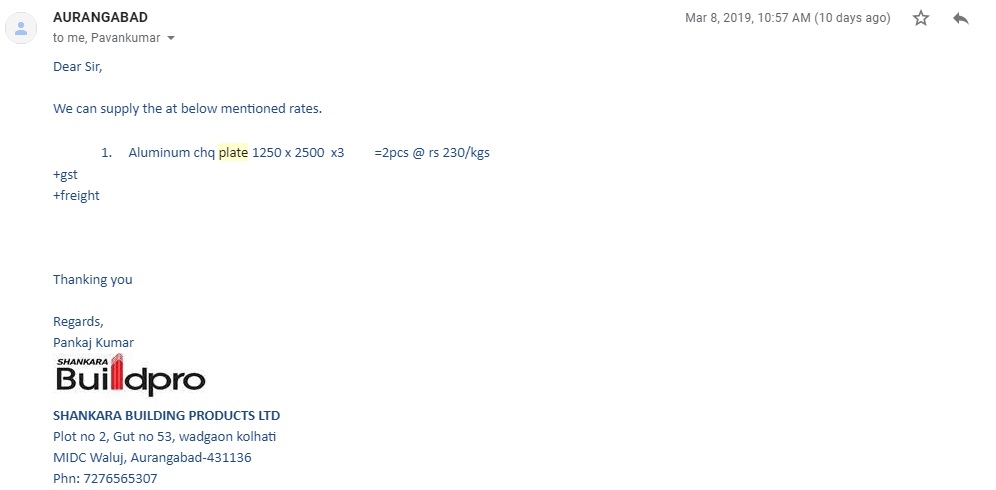 AURANGABAD
Mar 8, 2019, 10:57 AM (10 days ago)
to me, Pavankumar
Dear Sir,
We can supply the at below mentioned rates.
1. Aluminum chq plate 1250 x 2500 x3 =2pcs @ rs 230/kgs
+gst
+freight
Thanking you
Regards,
Pankaj Kumar
SHANKARA
Buildpro
SHANKARA BUILDING PRODUCTS LTD
Plot no 2, Gut no 53, wadgaon kolhati
MIDC Waluj, Aurangabad-431136
Phn: 7276565307